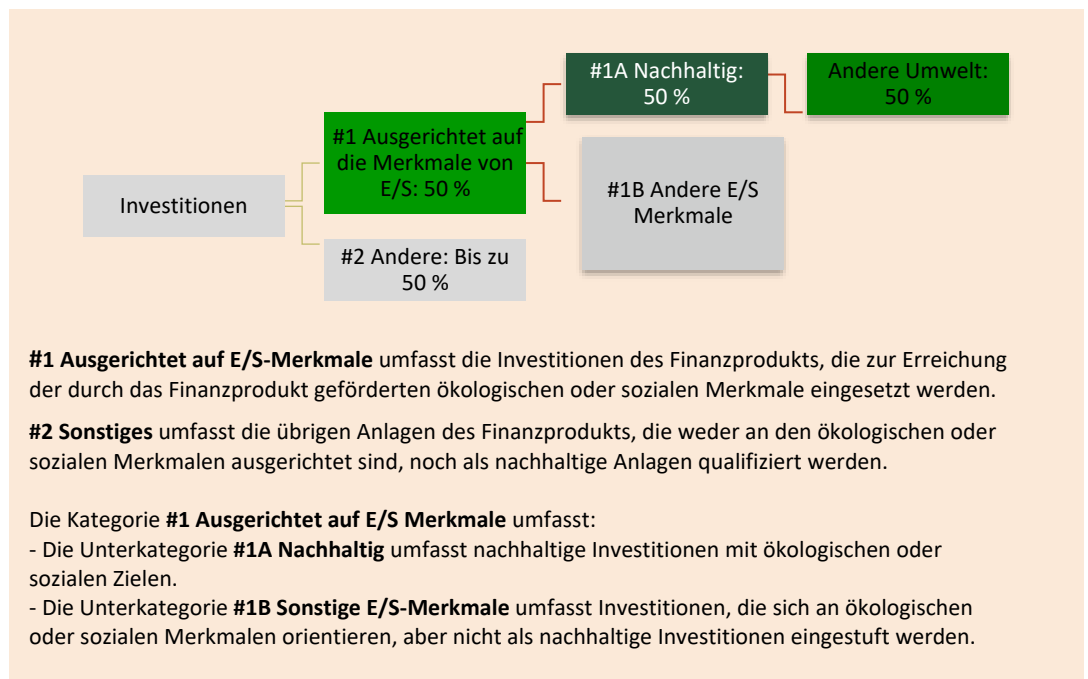 #1A Nachhaltig:
50 %
Andere Umwelt:
50 %
#1 Ausgerichtet auf
die Merkmale von
E/S: 50 %
Investitionen
#1B Andere E/S
Merkmale
#2 Andere: Bis zu
50 %
#1 Ausgerichtet auf E/S-Merkmale umfasst die Investitionen des Finanzprodukts, die zur Erreichung
der durch das Finanzprodukt geförderten ökologischen oder sozialen Merkmale eingesetzt werden.
#2 Sonstiges umfasst die übrigen Anlagen des Finanzprodukts, die weder an den ökologischen oder
sozialen Merkmalen ausgerichtet sind, noch als nachhaltige Anlagen qualifiziert werden.
Die Kategorie #1 Ausgerichtet auf E/S Merkmale umfasst:
- Die Unterkategorie #1A Nachhaltig umfasst nachhaltige Investitionen mit ökologischen oder
sozialen Zielen.
- Die Unterkategorie #1B Sonstige E/S-Merkmale umfasst Investitionen, die sich an ökologischen
oder sozialen Merkmalen orientieren, aber nicht als nachhaltige Investitionen eingestuft werden.